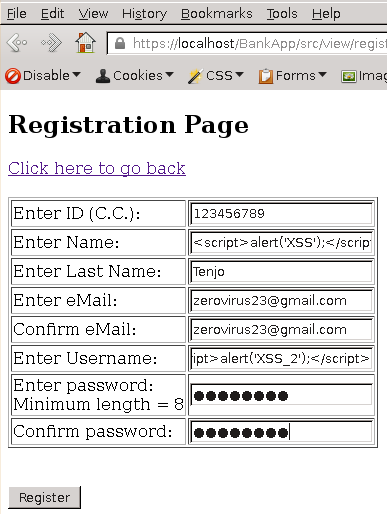 File Edit View History Bookmarks Tools Help
https://localhost/BankApp/src/view/regist
Disable Cookies CSS Forms Imag
Registration Page
Click here to go back
Enter ID (C.C.): 123456789
Enter Name: <script>alert('XSS');</scrip
Enter Last Name: Tenjo
Enter eMail: zerovirus23@gmail.com
Confirm eMail: zerovirus23@gmail.com
Enter Username: ript>alert('XSS_2');</script>
Enter password: ●●●●●●●●
Minimum length = 8
Confirm password: ●●●●●●●●
Register